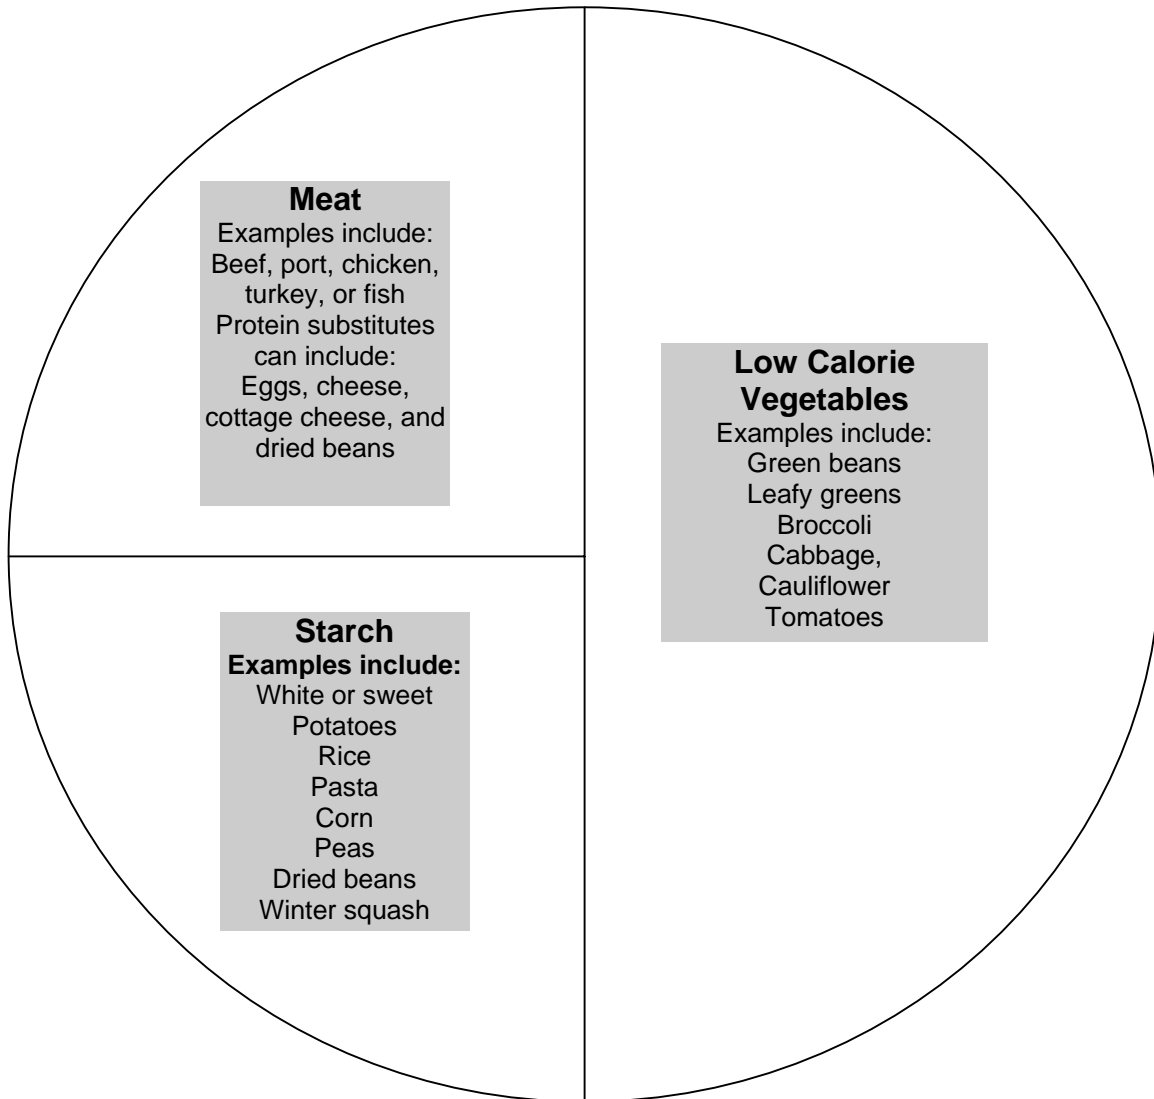 Meat
Examples include:
Beef, port, chicken,
turkey, or fish
Protein substitutes
can include:
Eggs, cheese,
cottage cheese, and
dried beans
Low Calorie
Vegetables
Examples include:
Green beans
Leafy greens
Broccoli
Cabbage,
Cauliflower
Tomatoes
Starch
Examples include:
White or sweet
Potatoes
Rice
Pasta
Corn
Peas
Dried beans
Winter squash